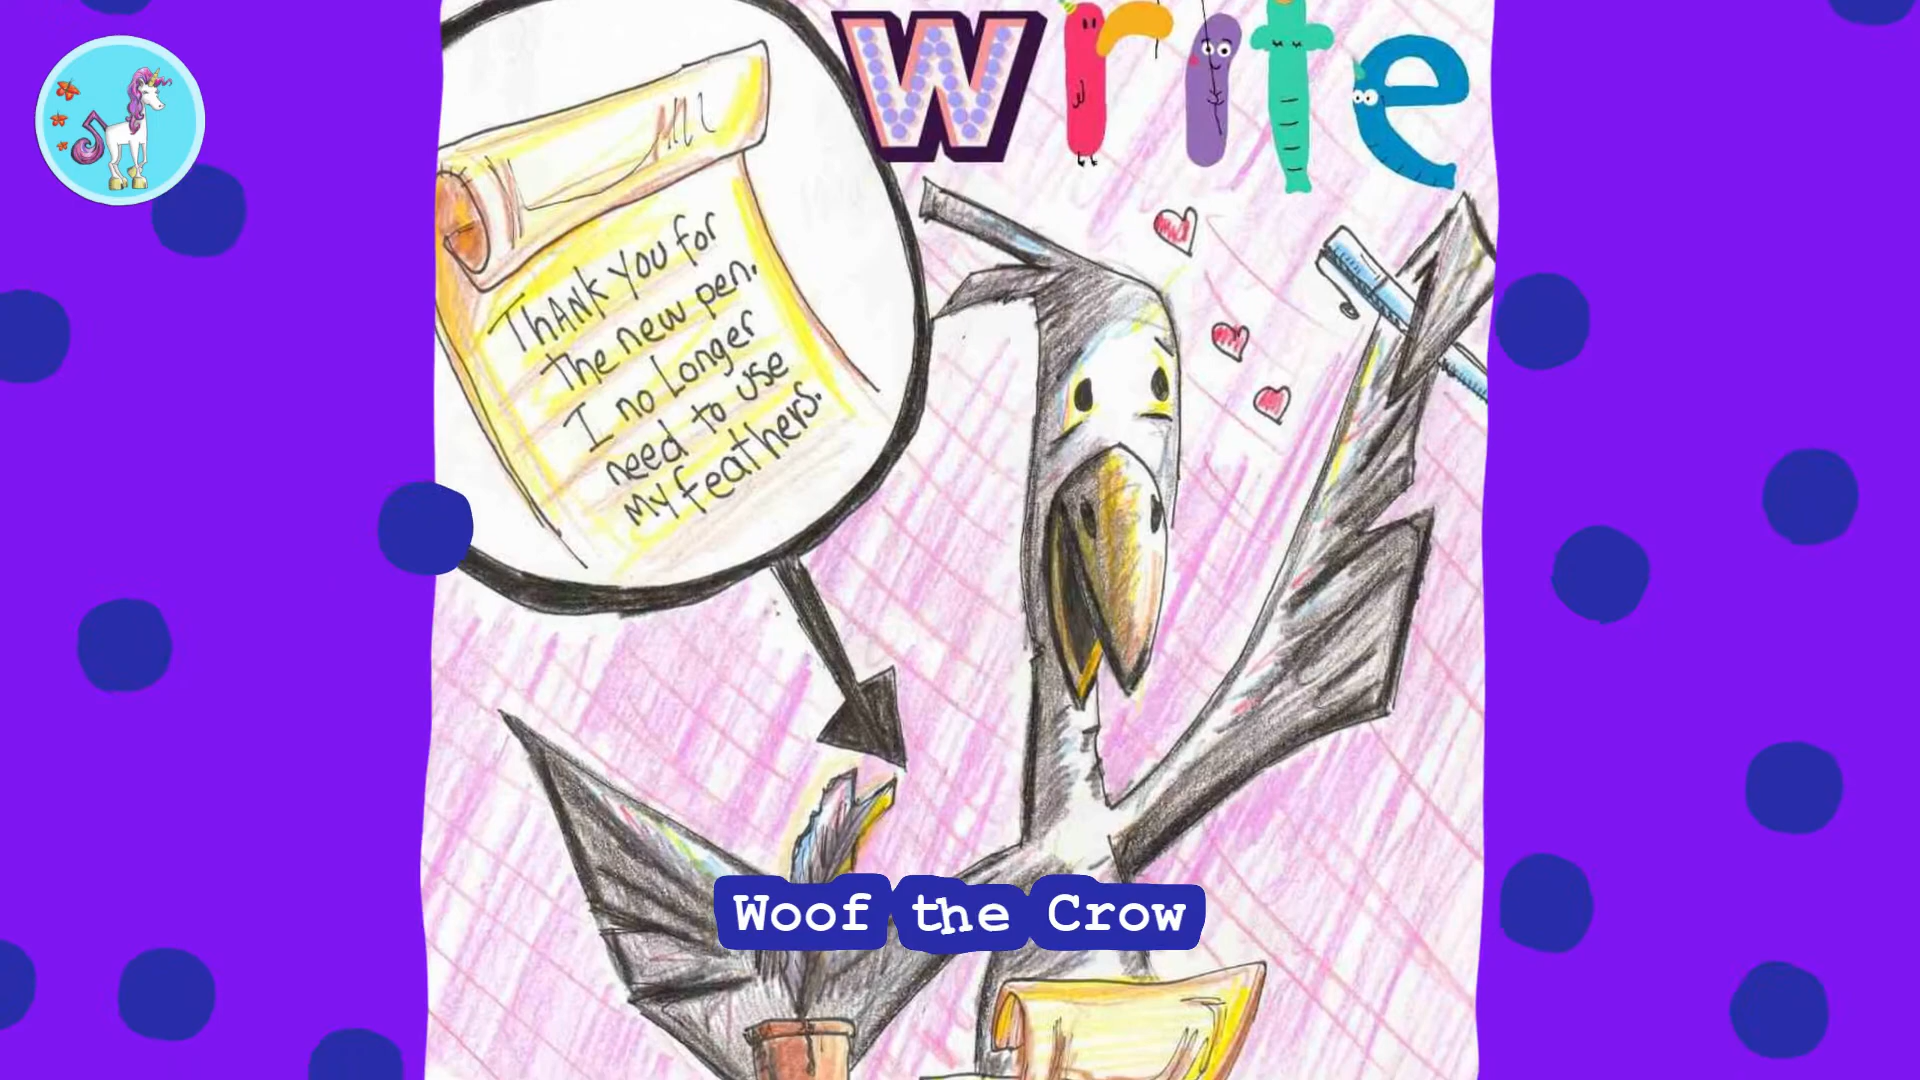 write
Thank you for
the new pen.
I no Longer
need to use
my feathers.
Woof the Crow